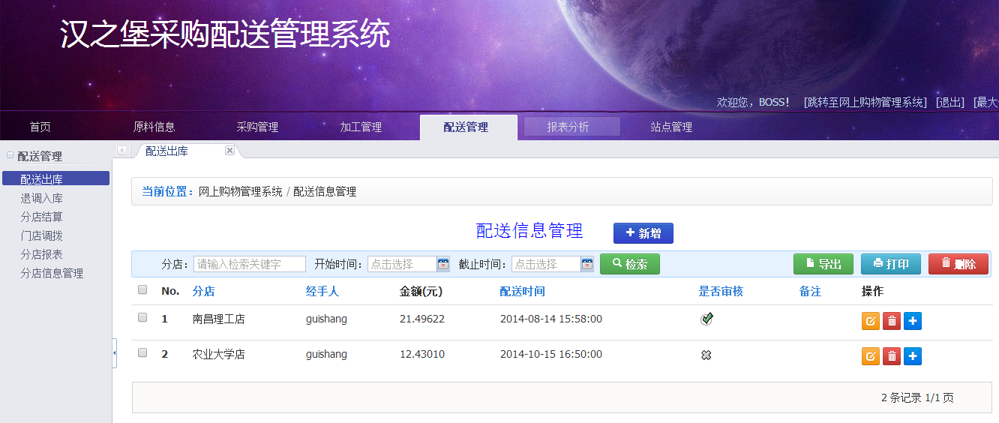 汉之堡采购配送管理系统
欢迎您，BOSS! [跳转至网上购物管理系统] [退出] [最大
首页 原料信息 采购管理 加工管理 配送管理 报表分析 站点管理
配送管理
配送出库
退调入库
分店结算
门店调拨
分店报表
分店信息管理
配送出库
当前位置：网上购物管理系统 / 配送信息管理
配送信息管理 新增
分店： 请输入检索关键字 开始时间： 点击选择 截止时间： 点击选择 检索 导出 打印 删除
No. 分店 经手人 金额(元) 配送时间 是否审核 备注 操作
1 南昌理工店 guishang 21.49622 2014-08-14 15:58:00
2 农业大学店 guishang 12.43010 2014-10-15 16:50:00
2 条记录 1/1 页